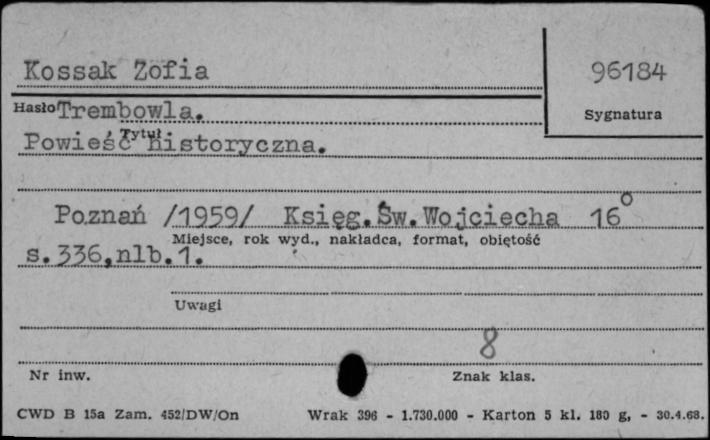 Kossak Zofia
96184
Hasło Trembowla.
Sygnatura
Tytuł
Powieść historyczna.
Poznań /1959/ Księg.Św.Wojciecha 16°
Miejsce, rok wyd., nakładca, format, obiętość
s.336,nlb.1.
Uwagi
8
Nr inw.
Znak klas.
CWD B 15a Zam. 452/DW/On Wrak 396 - 1.730.000 - Karton 5 kl. 180 g, - 30.4.68.